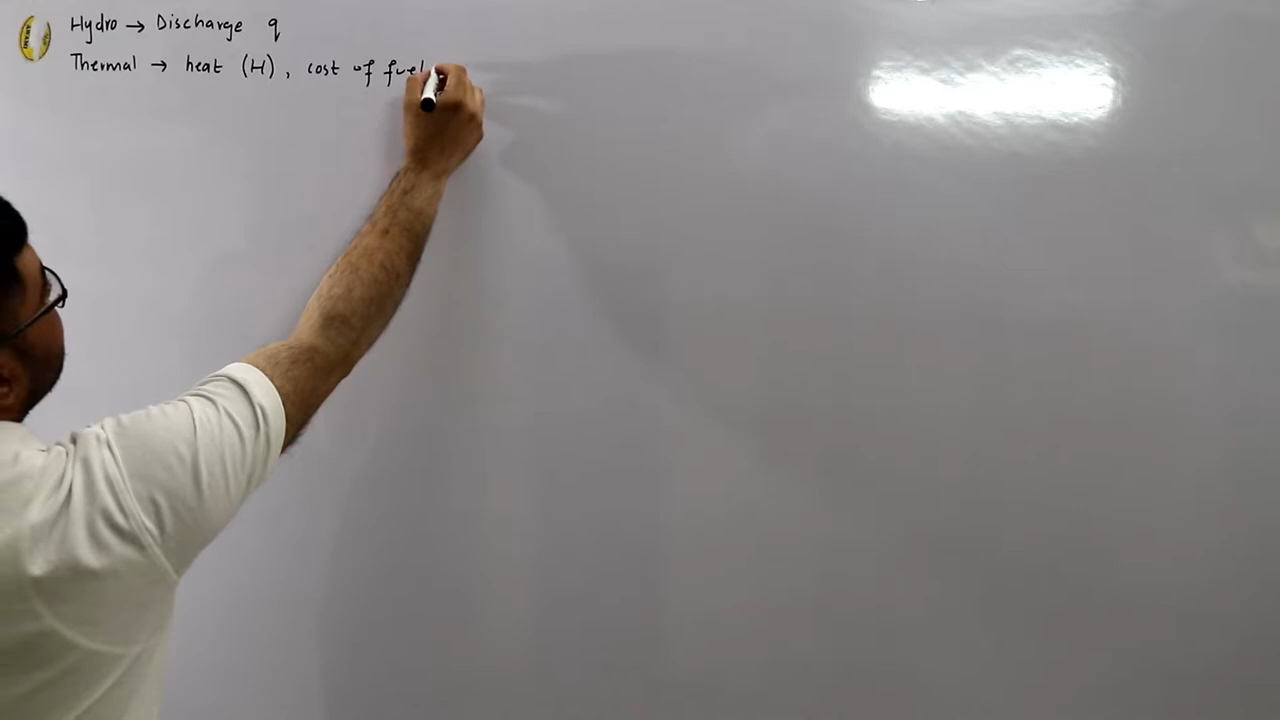 Hydro → Discharge q
Thermal → heat (H), cost of fuel